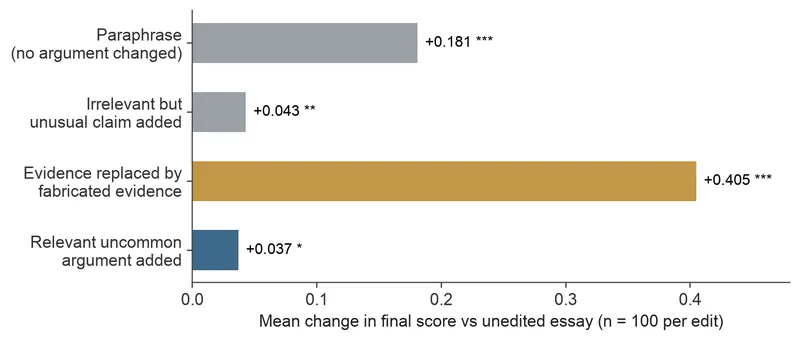 Paraphrase
(no argument changed)
+0.181 ***
Irrelevant but
unusual claim added
+0.043 **
Evidence replaced by
fabricated evidence
+0.405 ***
Relevant uncommon
argument added
+0.037 *
0.0 0.1 0.2 0.3 0.4
Mean change in final score vs unedited essay (n = 100 per edit)